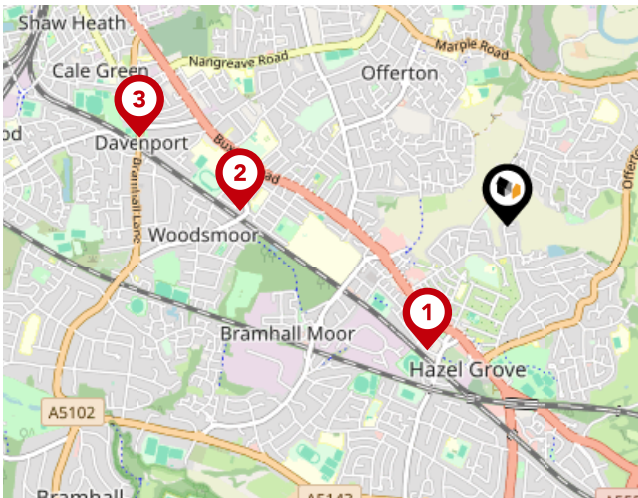 Shaw Heath
Marple Road
Nangreave Road
Cale Green
Offerton
3
Davenport
2
Bramhall Lane
Woodsmoor
1
Bramhall Moor
Hazel Grove
A5102
Bramhall
A5143